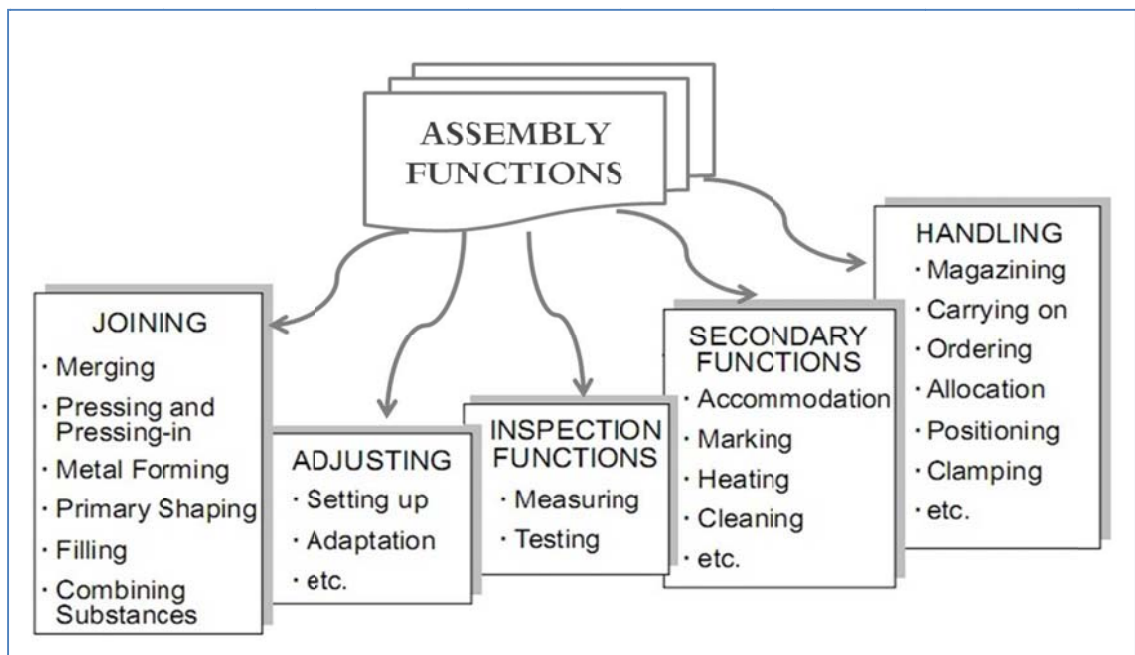 ASSEMBLY
FUNCTIONS
JOINING
· Merging
· Pressing and
Pressing-in
· Metal Forming
· Primary Shaping
· Filling
· Combining
Substances
ADJUSTING
· Setting up
· Adaptation
· etc.
INSPECTION
FUNCTIONS
· Measuring
· Testing
SECONDARY
FUNCTIONS
· Accommodation
· Marking
· Heating
· Cleaning
· etc.
HANDLING
· Magazining
· Carrying on
· Ordering
· Allocation
· Positioning
· Clamping
· etc.